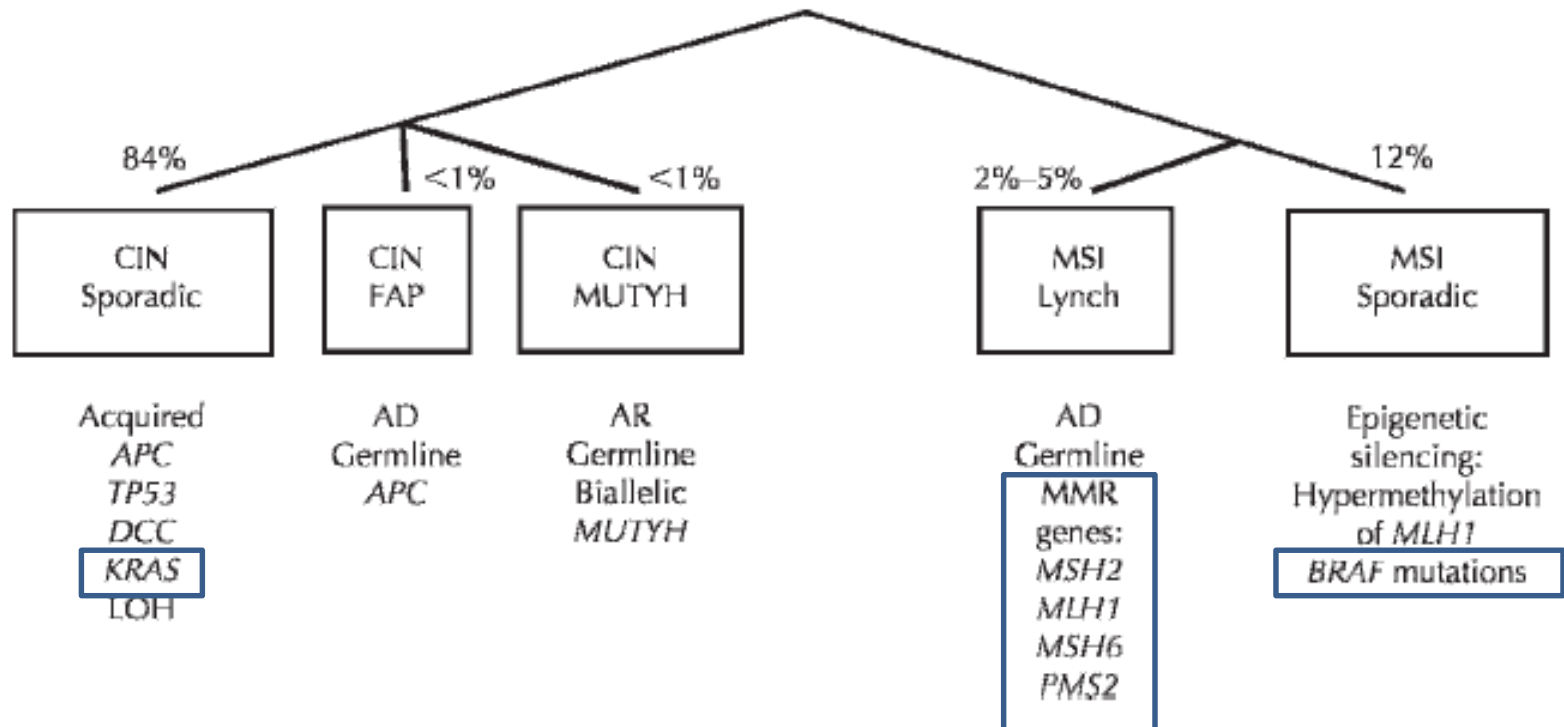 84%
<1%
<1%
2%–5%
12%
CIN
Sporadic
CIN
FAP
CIN
MUTYH
MSI
Lynch
MSI
Sporadic
Acquired
APC
TP53
DCC
KRAS
LOH
AD
Germline
APC
AR
Germline
Biallelic
MUTYH
AD
Germline
MMR
genes:
MSH2
MLH1
MSH6
PMS2
Epigenetic
silencing:
Hypermethylation
of MLH1
BRAF mutations